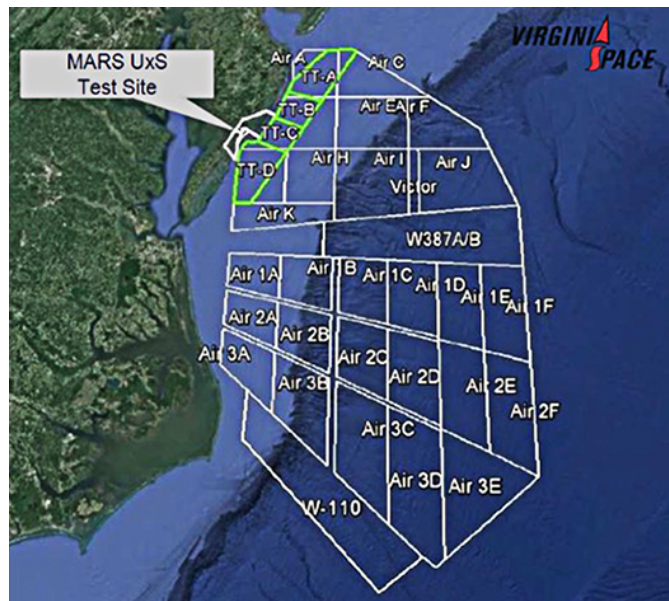 VIRGINIA
SPACE
MARS UxS
Test Site
Air A
Air C
TT-A
TT-B
Air E
Air F
TT-C
Air H
Air I
Air J
TT-D
Victor
Air K
W387A/B
Air 1A
Air 1B
Air 1C
Air 1D
Air 1E
Air 1F
Air 2A
Air 2B
Air 2C
Air 2D
Air 2E
Air 2F
Air 3A
Air 3B
Air 3C
Air 3D
Air 3E
W-110